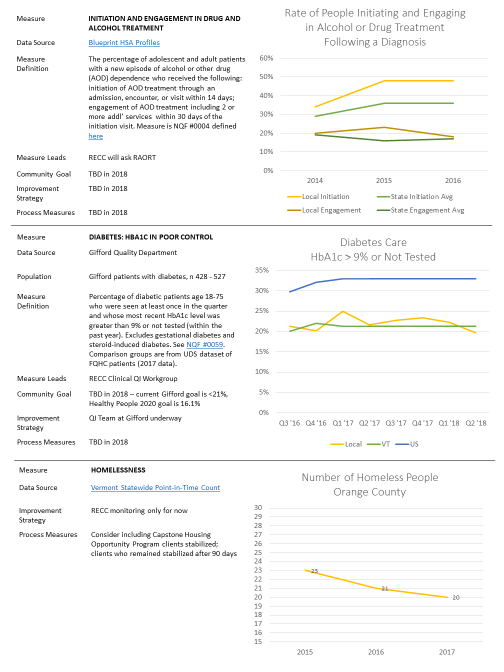 Measure
INITIATION AND ENGAGEMENT IN DRUG AND
ALCOHOL TREATMENT
Data Source
Blueprint HSA Profiles
Measure
Definition
The percentage of adolescent and adult patients
with a new episode of alcohol or other drug
(AOD) dependence who received the following:
initiation of AOD treatment through an
admission, encounter, or visit within 14 days;
engagement of AOD treatment including 2 or
more addl' services within 30 days of the
initiation visit. Measure is NQF #0004 defined
here
Measure Leads
RECC will ask RAORT
Community Goal
TBD in 2018
Improvement
Strategy
TBD in 2018
Process Measures
TBD in 2018
Rate of People Initiating and Engaging
in Alcohol or Drug Treatment
Following a Diagnosis
60%
50%
40%
30%
20%
10%
0%
2014
2015
2016
Local Initiation
State Initiation Avg
Local Engagement
State Engagement Avg
Measure
DIABETES: HBA1C IN POOR CONTROL
Data Source
Gifford Quality Department
Population
Gifford patients with diabetes, n 428 - 527
Measure
Definition
Percentage of diabetic patients age 18-75
who were seen at least once in the quarter
and whose most recent HbA1c level was
greater than 9% or not tested (within the
past year). Excludes gestational diabetes and
steroid-induced diabetes. See NQF #0059.
Comparison groups are from UDS dataset of
FQHC patients (2017 data).
Measure Leads
RECC Clinical QI Workgroup
Community Goal
TBD in 2018 – current Gifford goal is <21%,
Healthy People 2020 goal is 16.1%
Improvement
Strategy
QI Team at Gifford underway
Process Measures
TBD in 2018
Diabetes Care
HbA1c > 9% or Not Tested
35%
30%
25%
20%
15%
10%
5%
0%
Q3 '16
Q4 '16
Q1 '17
Q2 '17
Q3 '17
Q4 '17
Q1 '18
Q2 '18
Local
VT
US
Measure
HOMELESSNESS
Data Source
Vermont Statewide Point-in-Time Count
Improvement
Strategy
RECC monitoring only for now
Process Measures
Consider including Capstone Housing
Opportunity Program clients stabilized;
clients who remained stabilized after 90 days
Number of Homeless People
Orange County
30
29
28
27
26
25
24
23
22
21
20
19
18
17
16
15
25
21
20
2015
2016
2017